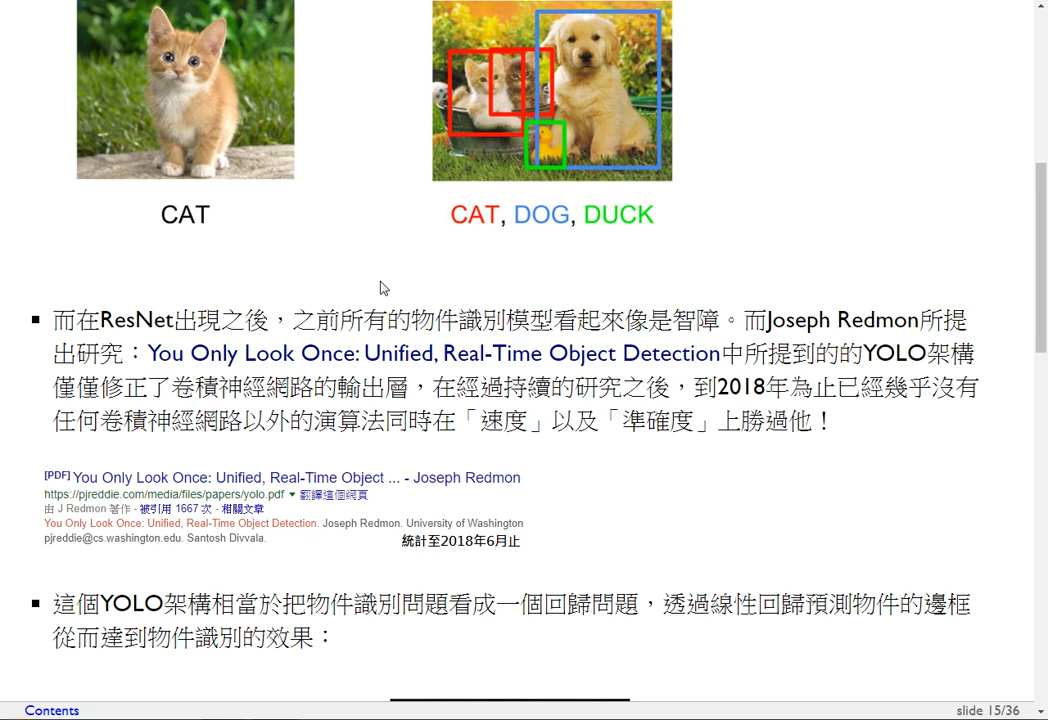 CAT
CAT, DOG, DUCK
▪ 而在ResNet出現之後，之前所有的物件識別模型看起來像是智障。而Joseph Redmon所提
出研究：You Only Look Once: Unified, Real-Time Object Detection中所提到的的YOLO架構
僅僅修正了卷積神經網路的輸出層，在經過持續的研究之後，到2018年為止已經幾乎沒有
任何卷積神經網路以外的演算法同時在「速度」以及「準確度」上勝過他！
[PDF] You Only Look Once: Unified, Real-Time Object ... - Joseph Redmon
https://pjreddie.com/media/files/papers/yolo.pdf ▼ 翻譯這個網頁
由 J Redmon 著作 - 被引用 1667 次 - 相關文章
You Only Look Once: Unified, Real-Time Object Detection. Joseph Redmon. University of Washington
pjreddie@cs.washington.edu. Santosh Divvala.
統計至2018年6月止
▪ 這個YOLO架構相當於把物件識別問題看成一個回歸問題，透過線性回歸預測物件的邊框
從而達到物件識別的效果：
Contents
slide 15/36